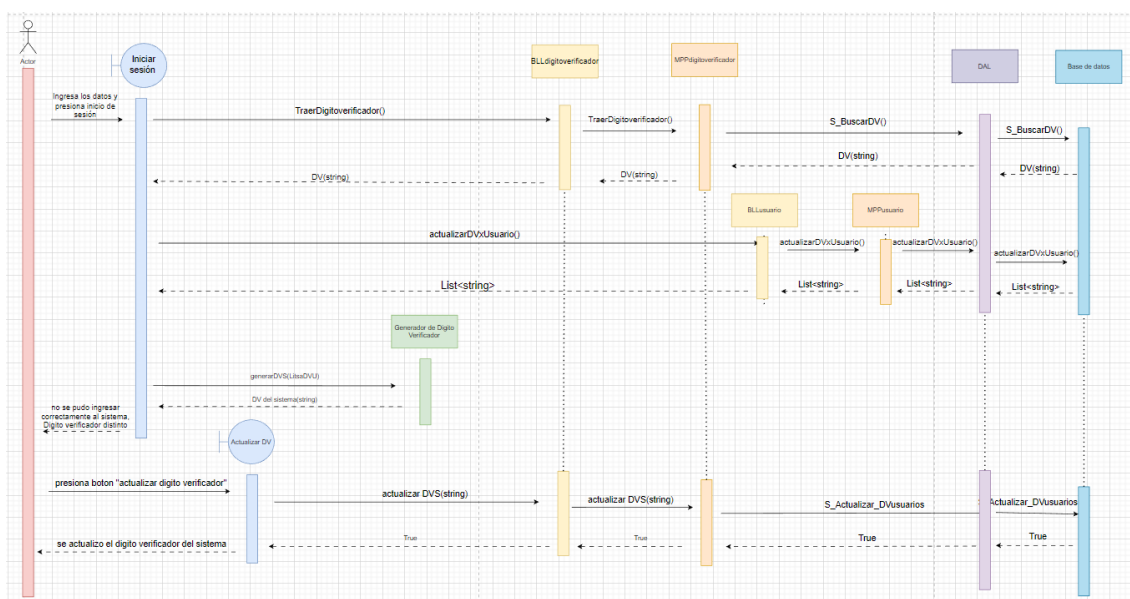 Actor
Iniciar
sesión
BLLdigitoverificador
MPPdigitoverificador
DAL
Base de datos
Ingresa los datos y
presiona inicio de
sesión
TraerDigitoverificador()
TraerDigitoverificador()
S_BuscarDV()
S_BuscarDV()
DV(string)
DV(string)
DV(string)
DV(string)
BLLusuario
MPPusuario
actualizarDVxUsuario()
actualizarDVxUsuario()
actualizarDVxUsuario()
actualizarDVxUsuario()
List<string>
List<string>
List<string>
List<string>
Generador de Digito
Verificador
generarDVS(LitsaDVU)
DV del sistema(string)
no se pudo ingresar
correctamente al sistema,
Digito verificador distinto
Actualizar DV
presiona boton "actualizar digito verificador"
actualizar DVS(string)
actualizar DVS(string)
S_Actualizar_DVusuarios
S_Actualizar_DVusuarios
se actualizo el digito verificador del sistema
True
True
True
True